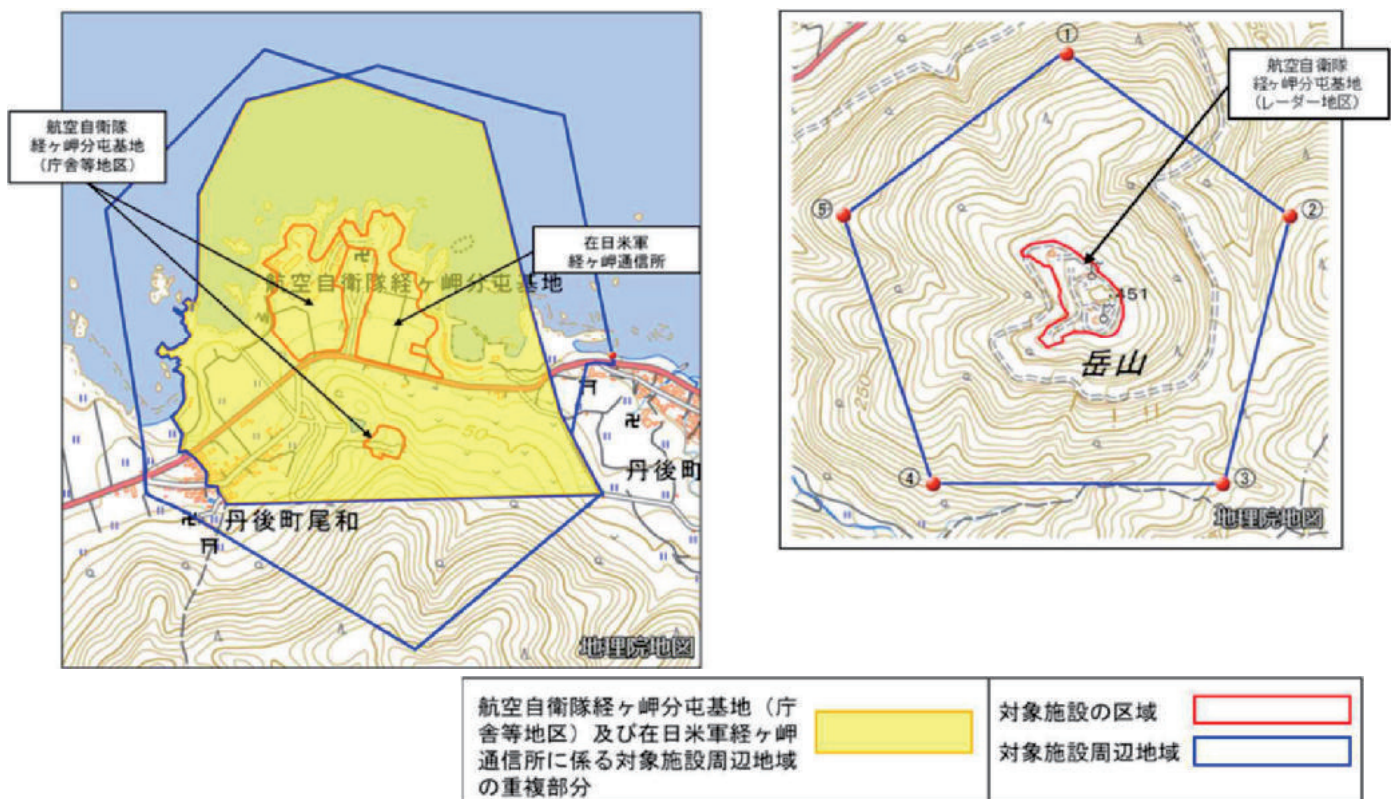 航空自衛隊
経ヶ岬分屯基地
(庁舎等地区)
在日米軍
経ヶ岬通信所
航空自衛隊経ヶ岬分屯基地
50
丹後町
丹後町尾和
地理院地図
①
航空自衛隊
経ヶ岬分屯基地
(レーダー地区)
⑤
②
・451
岳山
250
④
③
地理院地図
航空自衛隊経ヶ岬分屯基地（庁
舎等地区）及び在日米軍経ヶ岬
通信所に係る対象施設周辺地域
の重複部分
対象施設の区域
対象施設周辺地域